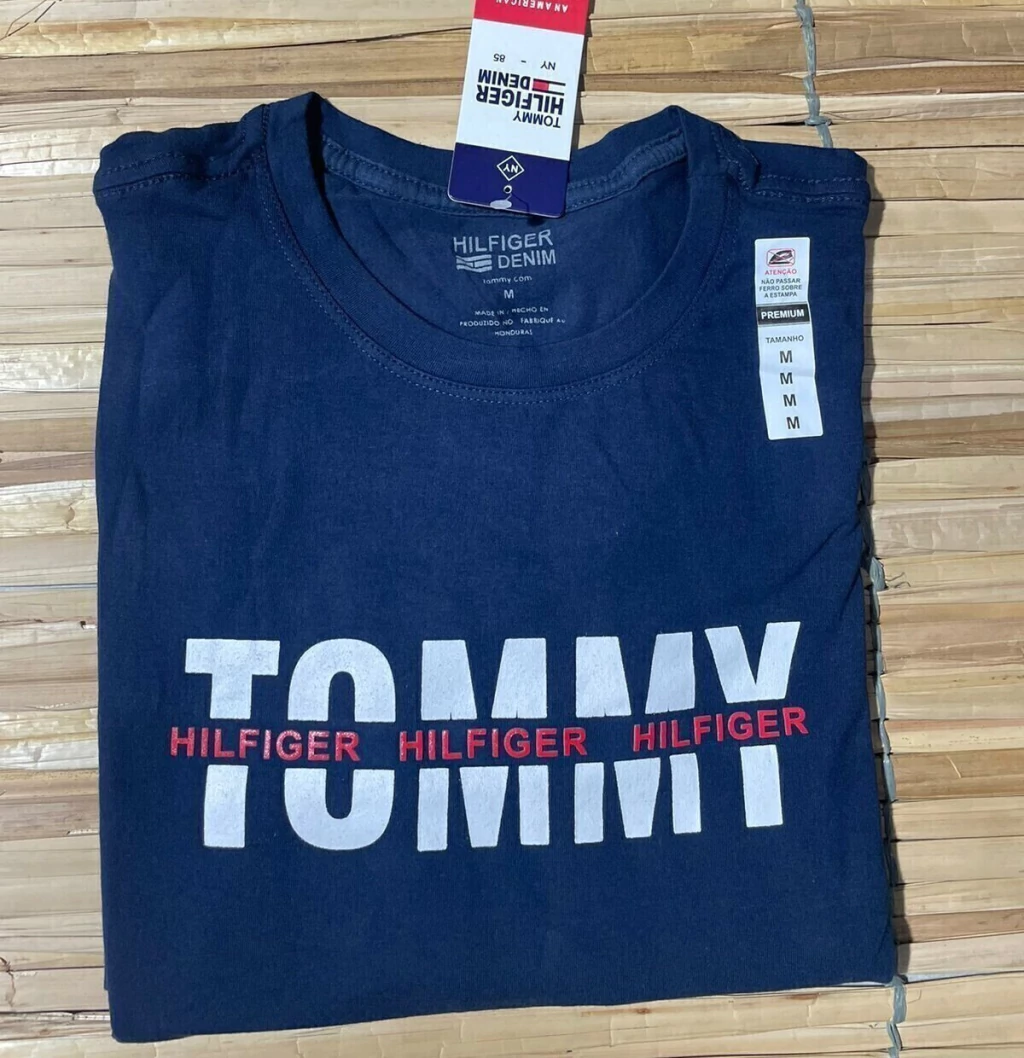 AN AMERICAN
NY - 85
TOMMY
HILFIGER
DENIM
NY
HILFIGER
DENIM
tommy.com
M
MADE IN / HECHO EN
PRODUZIDO NO FABRIQUÉ AU
HONDURAS
ATENÇÃO
NÃO PASSAR
FERRO SOBRE
A ESTAMPA
PREMIUM
TAMANHO
M
M
M
M
TOMMY
HILFIGER HILFIGER HILFIGER